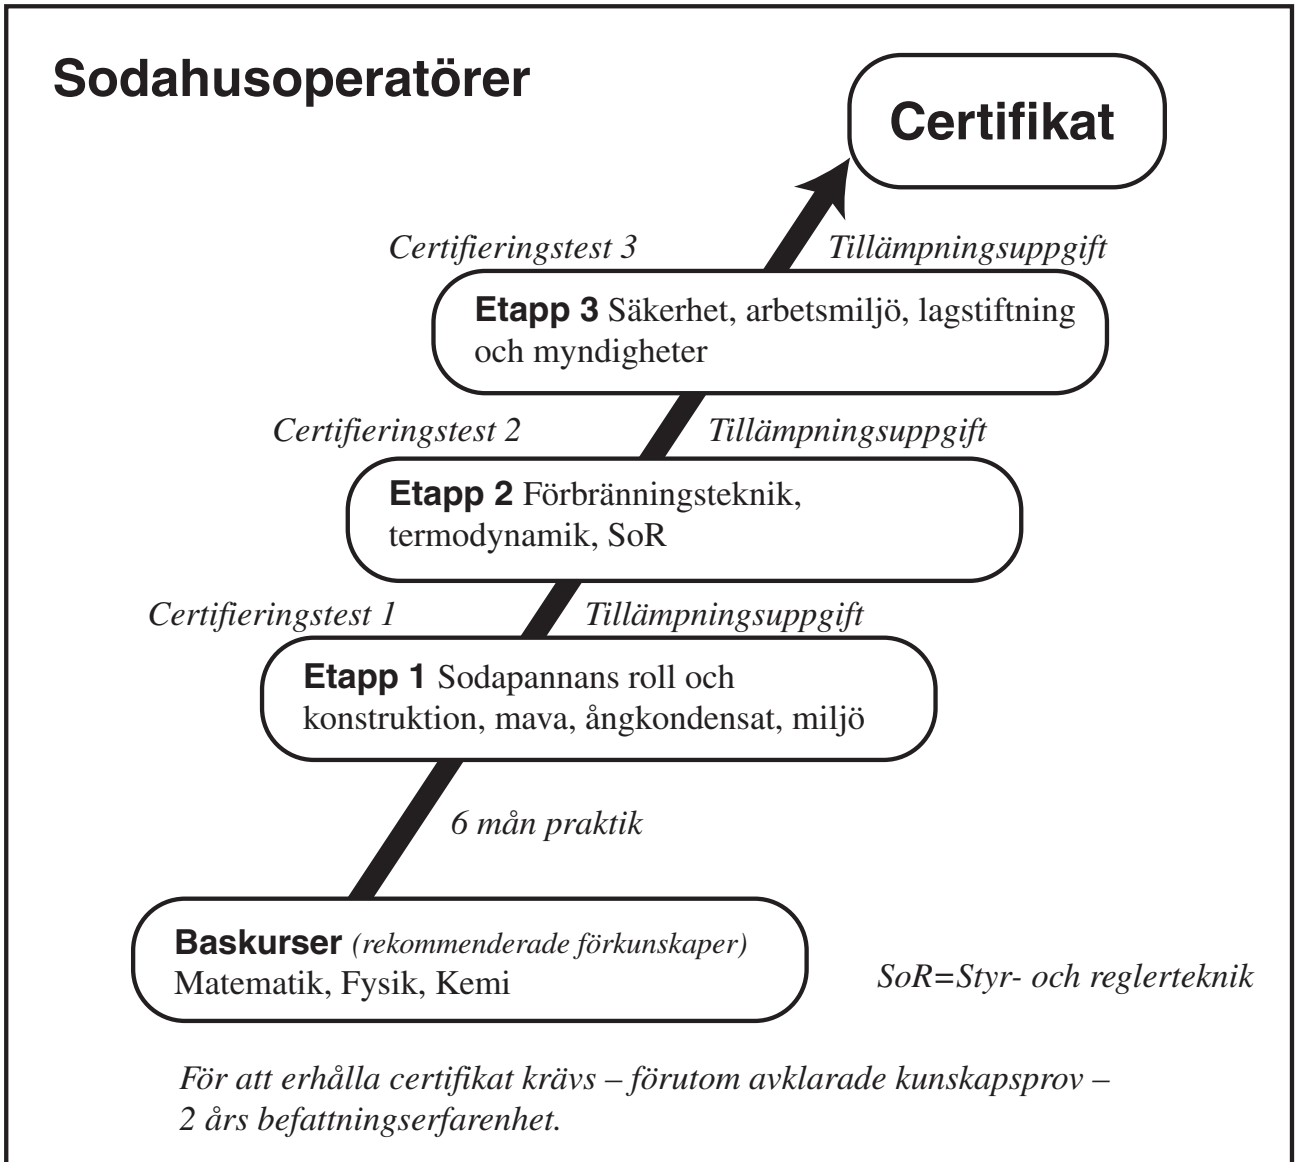 Sodahusoperatörer
Certifikat
Certifieringstest 3
Tillämpningsuppgift
Etapp 3 Säkerhet, arbetsmiljö, lagstiftning
och myndigheter
Certifieringstest 2
Tillämpningsuppgift
Etapp 2 Förbränningsteknik,
termodynamik, SoR
Certifieringstest 1
Tillämpningsuppgift
Etapp 1 Sodapannans roll och
konstruktion, mava, ångkondensat, miljö
6 mån praktik
Baskurser (rekommenderade förkunskaper)
Matematik, Fysik, Kemi
SoR=Styr- och reglerteknik
För att erhålla certifikat krävs – förutom avklarade kunskapsprov –
2 års befattningserfarenhet.